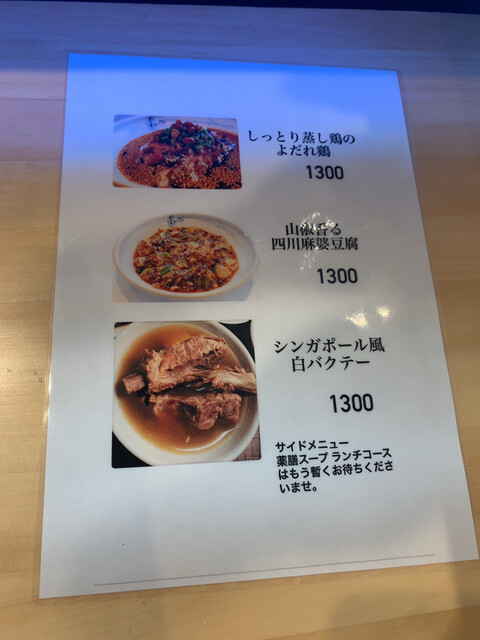 しっとり蒸し鶏の
よだれ鶏
1300
山椒香る
四川麻婆豆腐
1300
シンガポール風
白バクテー
1300
サイドメニュー
薬膳スープ ランチコース
はもう暫くお待ちくださ
いませ。